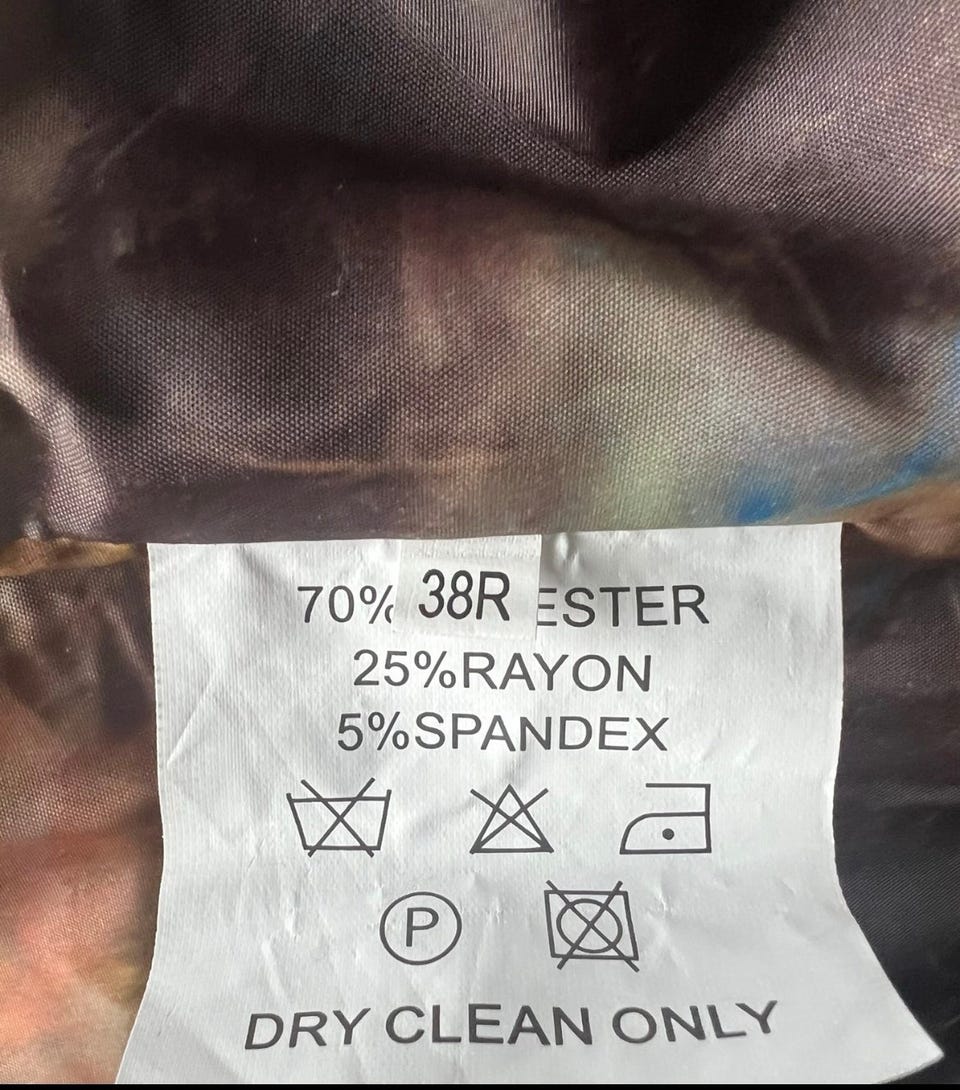 70% 38R ESTER
25%RAYON
5%SPANDEX
P
DRY CLEAN ONLY